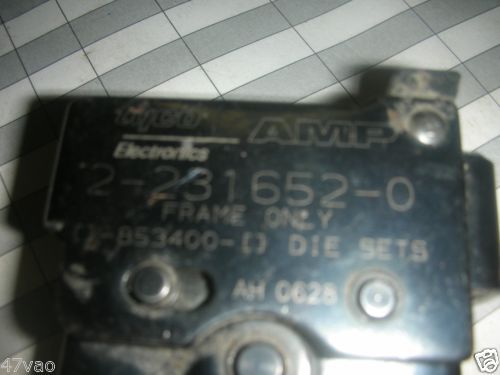 tyco
Electronics
AMP
2-231652-0
FRAME ONLY
[]-853400-[] DIE SETS
AH 0628
47vao